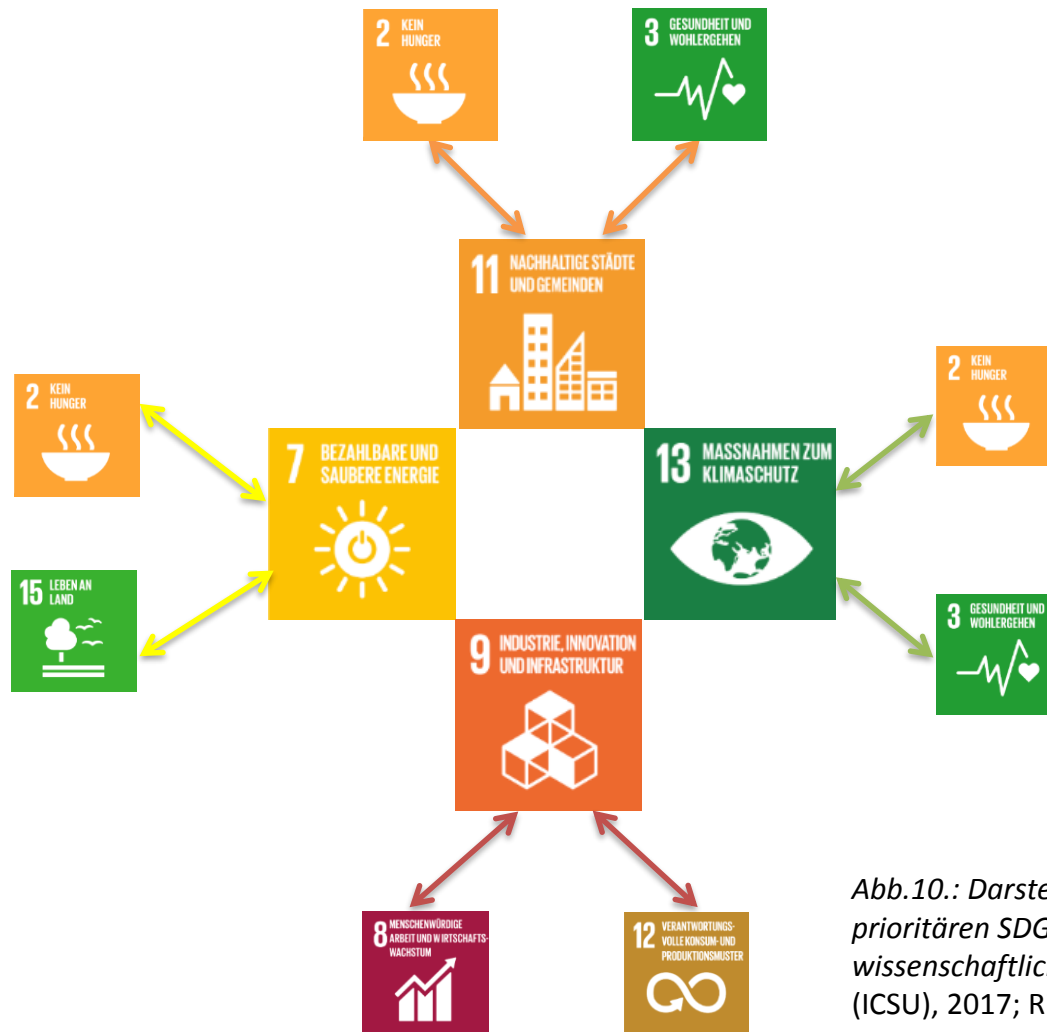 2 KEIN
HUNGER
3 GESUNDHEIT UND
WOHLERGEHEN
11 NACHHALTIGE STÄDTE
UND GEMEINDEN
2 KEIN
HUNGER
7 BEZAHLBARE UND
SAUBERE ENERGIE
13 MASSNAHMEN ZUM
KLIMASCHUTZ
2 KEIN
HUNGER
15 LEBEN AN
LAND
9 INDUSTRIE, INNOVATION
UND INFRASTRUKTUR
3 GESUNDHEIT UND
WOHLERGEHEN
8 MENSCHENWÜRDIGE
ARBEIT UND WIRTSCHAFTS-
WACHSTUM
12 VERANTWORTUNGS-
VOLLE KONSUM- UND
PRODUKTIONSMUSTER
Abb.10.: Darste
prioritären SDG
wissenschaftlic
(ICSU), 2017; R